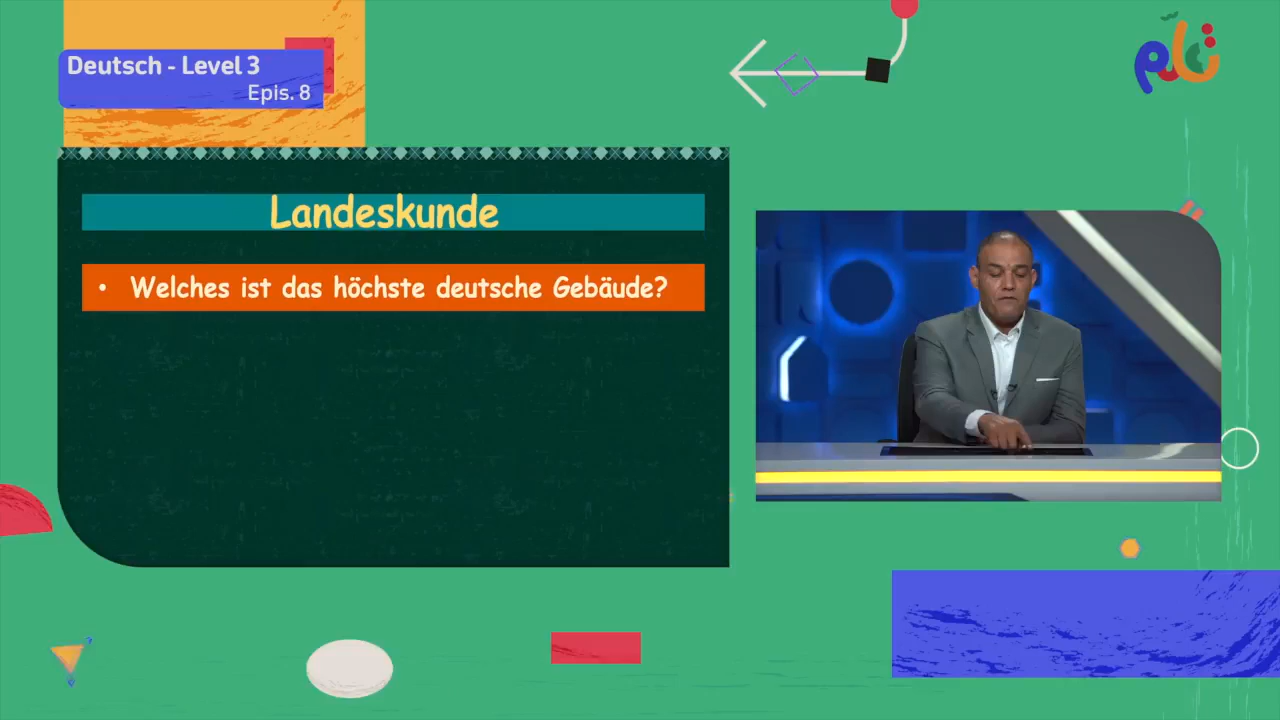 Deutsch - Level 3
Epis. 8
Landeskunde
• Welches ist das höchste deutsche Gebäude?